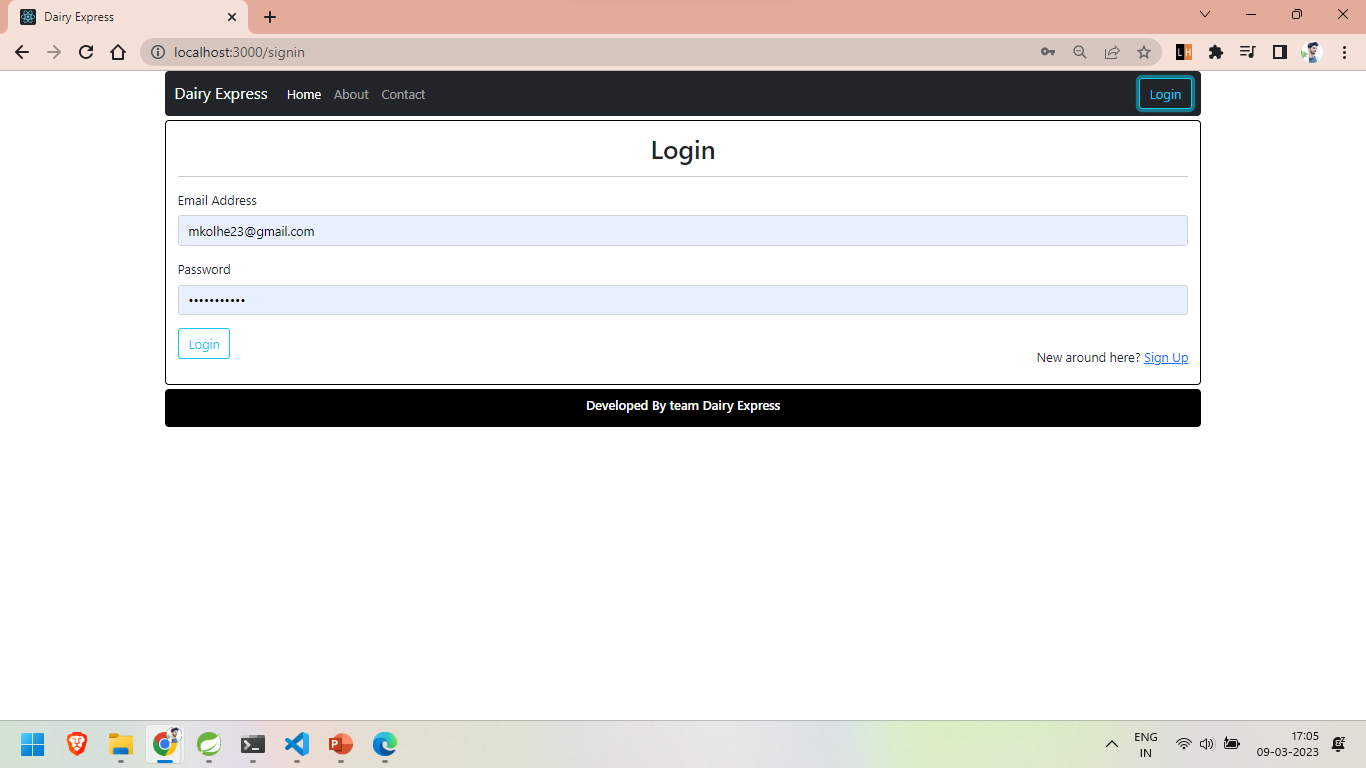 Dairy Express
localhost:3000/signin
L H
Dairy Express Home About Contact Login
Login
Email Address
mkolhe23@gmail.com
Password
•••••••••••
Login
New around here? Sign Up
Developed By team Dairy Express
ENG
IN
17:05
09-03-2023